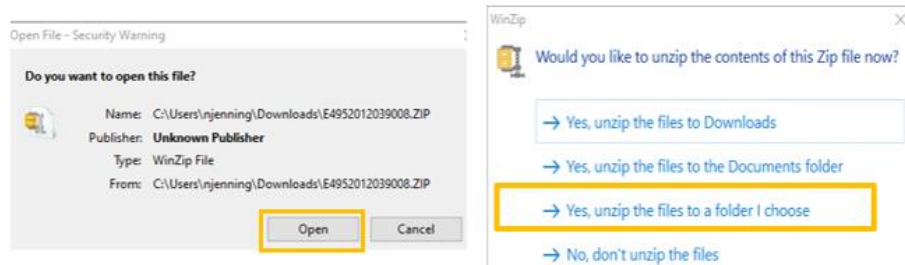 Open File - Security Warning
Do you want to open this file?
Name: C:\Users\njenning\Downloads\E4952012039008.ZIP
Publisher: Unknown Publisher
Type: WinZip File
From: C:\Users\njenning\Downloads\E4952012039008.ZIP
Open Cancel
WinZip
Would you like to unzip the contents of this Zip file now?
→ Yes, unzip the files to Downloads
→ Yes, unzip the files to the Documents folder
→ Yes, unzip the files to a folder I choose
→ No, don't unzip the files